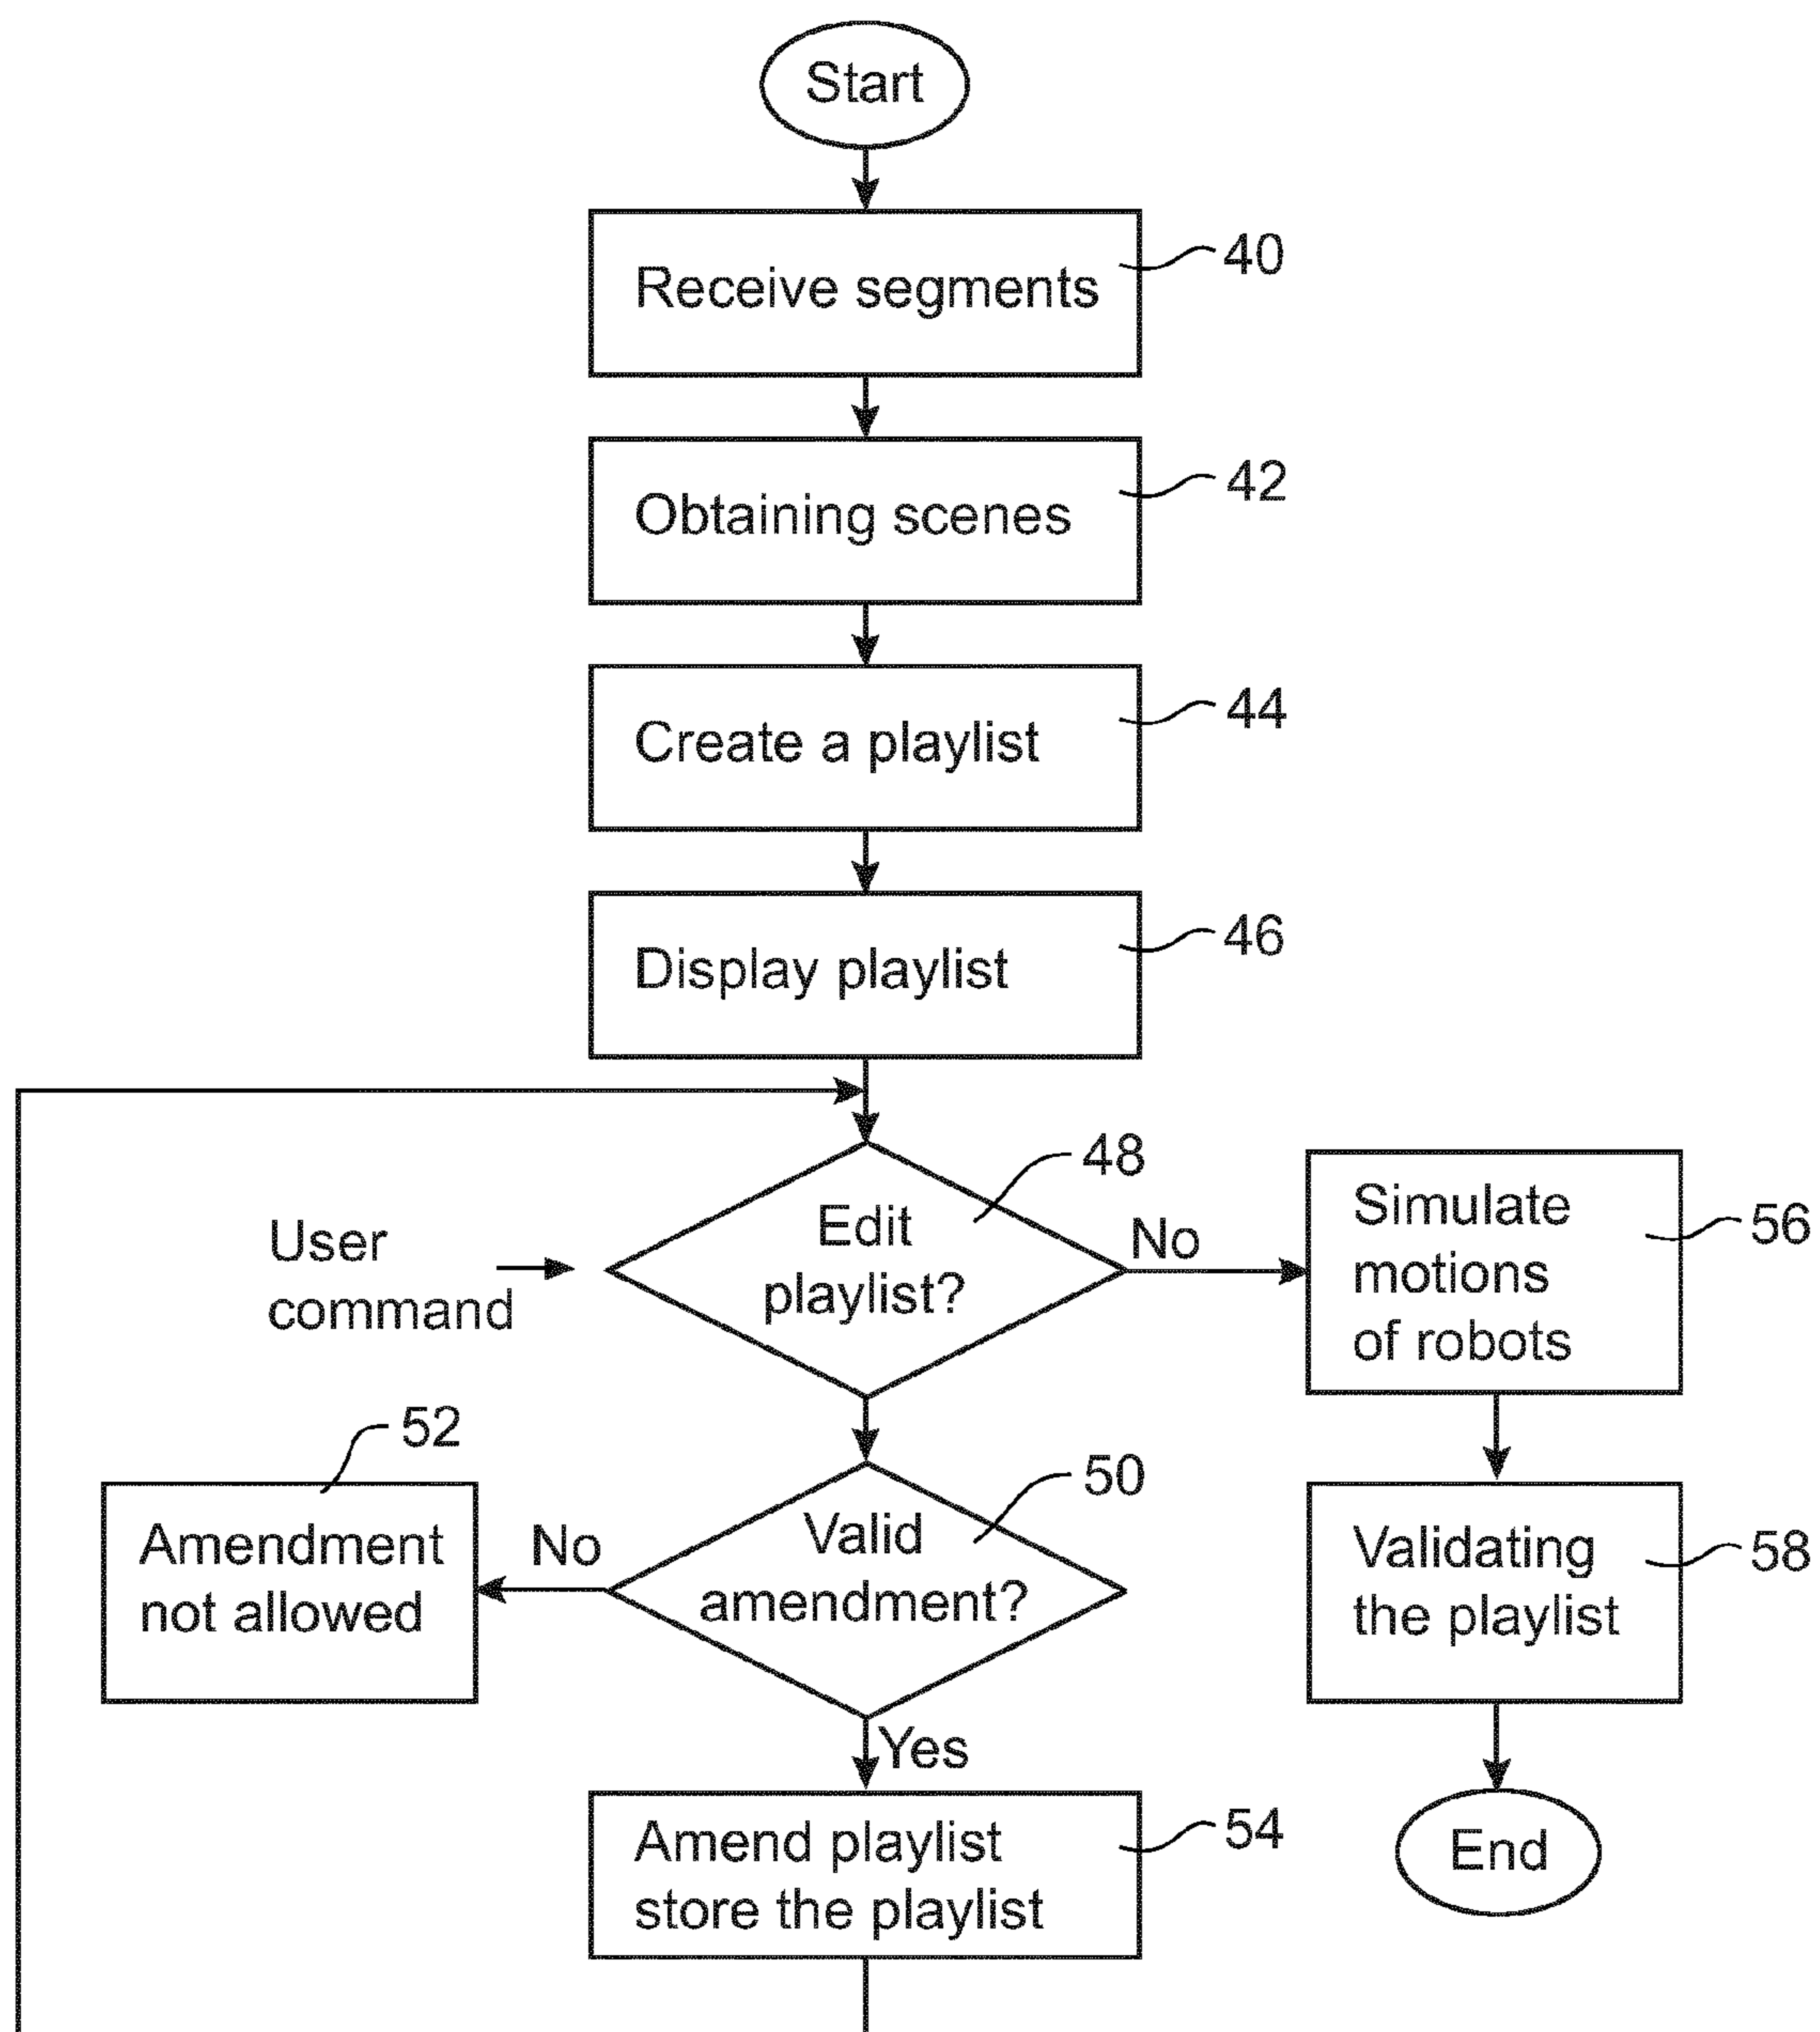 Start
Receive segments
40
Obtaining scenes
42
Create a playlist
44
Display playlist
46
User
command
Edit
playlist?
48
No
Simulate
motions
of robots
56
52
Amendment
not allowed
No
Valid
amendment?
50
Validating
the playlist
58
Yes
Amend playlist
store the playlist
54
End